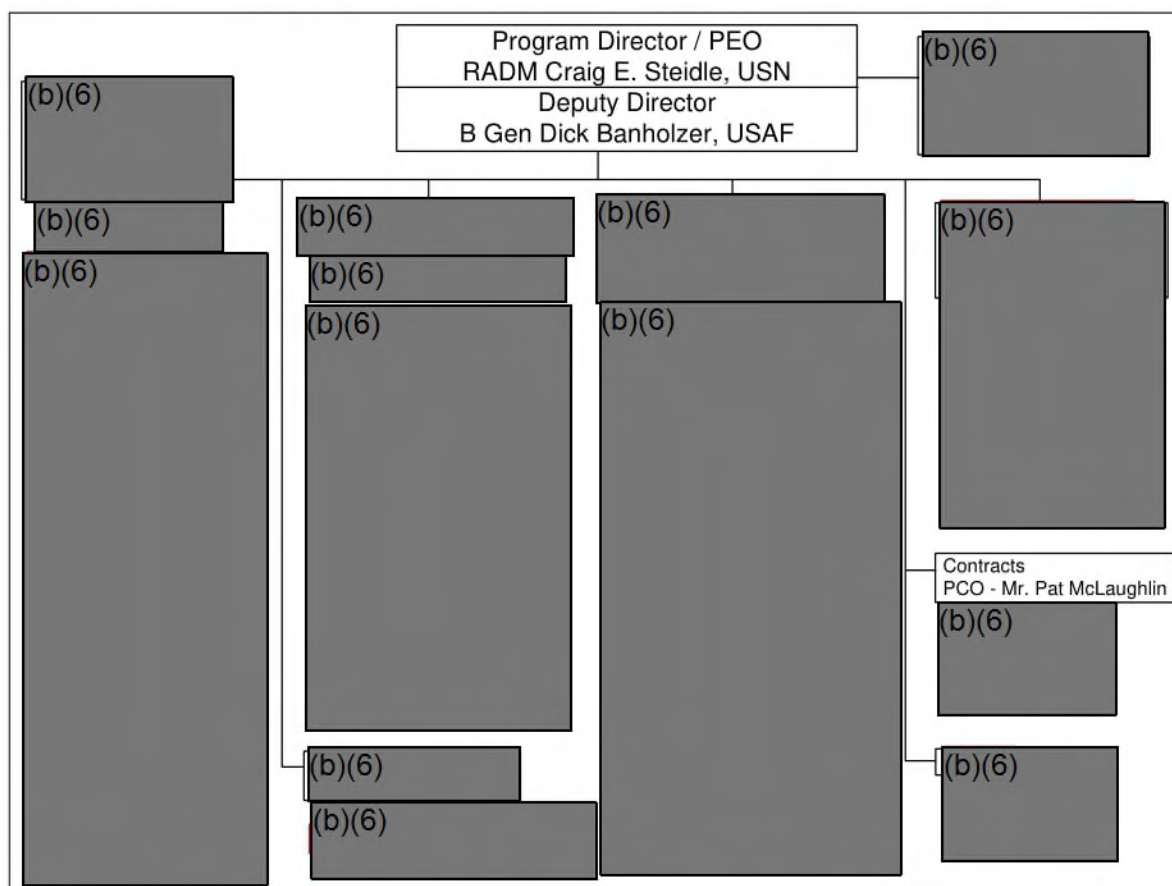 Program Director / PEO
RADM Craig E. Steidle, USN
Deputy Director
B Gen Dick Banholzer, USAF
(b)(6)
(b)(6)
(b)(6)
(b)(6)
(b)(6)
(b)(6)
(b)(6)
(b)(6)
(b)(6)
(b)(6)
(b)(6)
Contracts
PCO - Mr. Pat McLaughlin
(b)(6)
(b)(6)
(b)(6)
(b)(6)